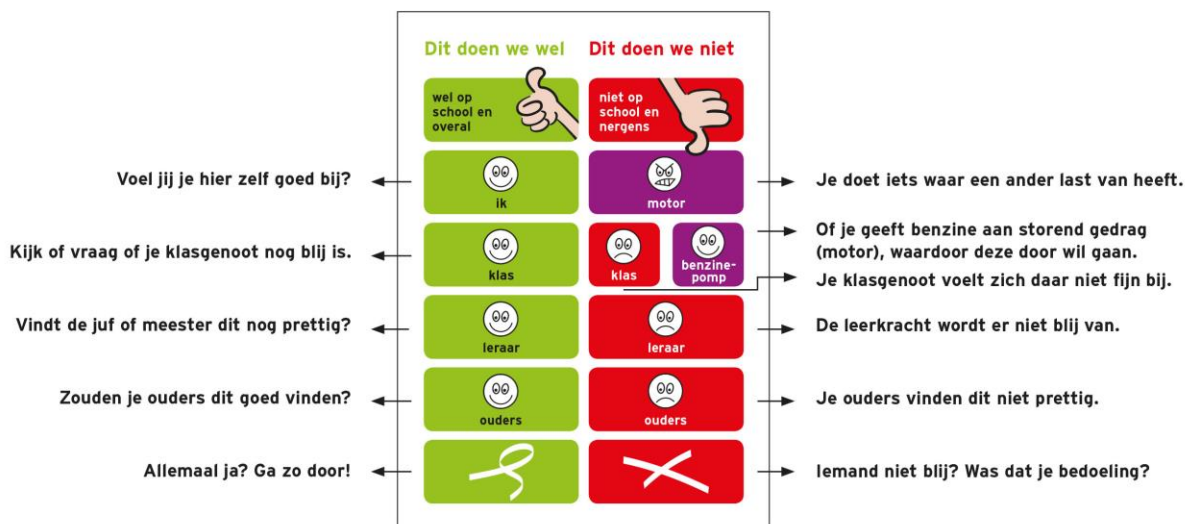 Dit doen we wel
Dit doen we niet
wel op
school en
overal
niet op
school en
nergens
Voel jij je hier zelf goed bij?
ik
motor
Je doet iets waar een ander last van heeft.
Kijk of vraag of je klasgenoot nog blij is.
klas
klas
benzine-
pomp
Of je geeft benzine aan storend gedrag
(motor), waardoor deze door wil gaan.
Je klasgenoot voelt zich daar niet fijn bij.
Vindt de juf of meester dit nog prettig?
leraar
leraar
De leerkracht wordt er niet blij van.
Zouden je ouders dit goed vinden?
ouders
ouders
Je ouders vinden dit niet prettig.
Allemaal ja? Ga zo door!
Iemand niet blij? Was dat je bedoeling?